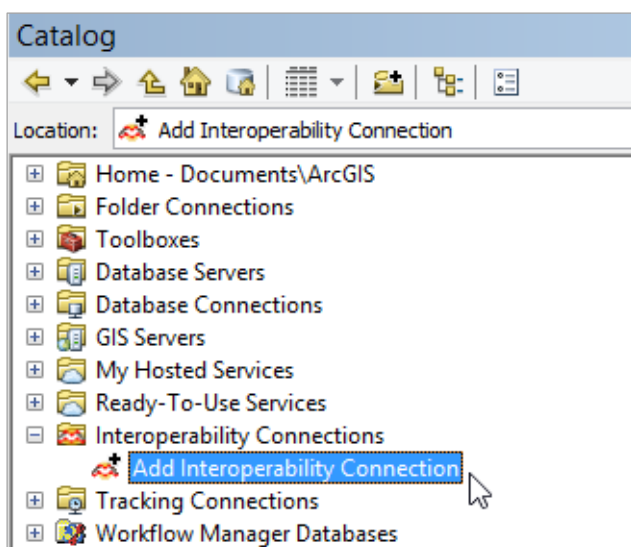 Catalog
Location: Add Interoperability Connection
Home - Documents\ArcGIS
Folder Connections
Toolboxes
Database Servers
Database Connections
GIS Servers
My Hosted Services
Ready-To-Use Services
Interoperability Connections
Add Interoperability Connection
Tracking Connections
Workflow Manager Databases